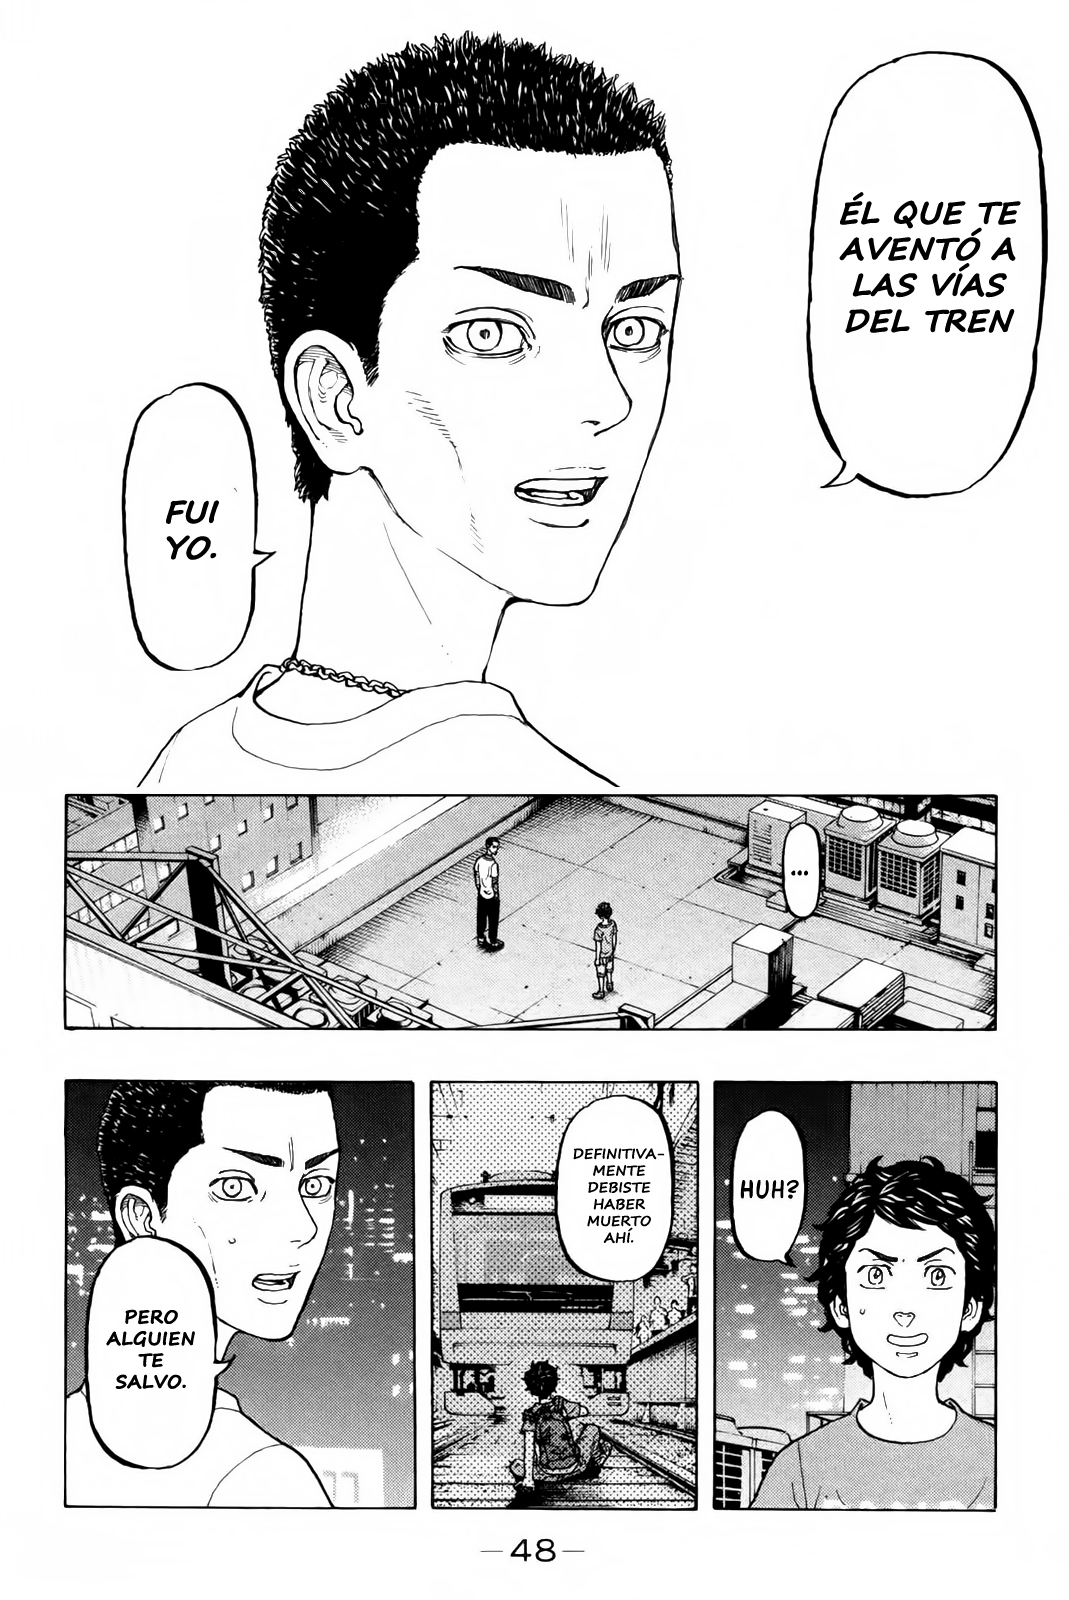 ÉL QUE TE
AVENTÓ A
LAS VÍAS
DEL TREN
FUI
YO.
...
HUH?
DEFINITIVA-
MENTE
DEBISTE
HABER
MUERTO
AHÍ.
PERO
ALGUIEN
TE
SALVO.
—48—